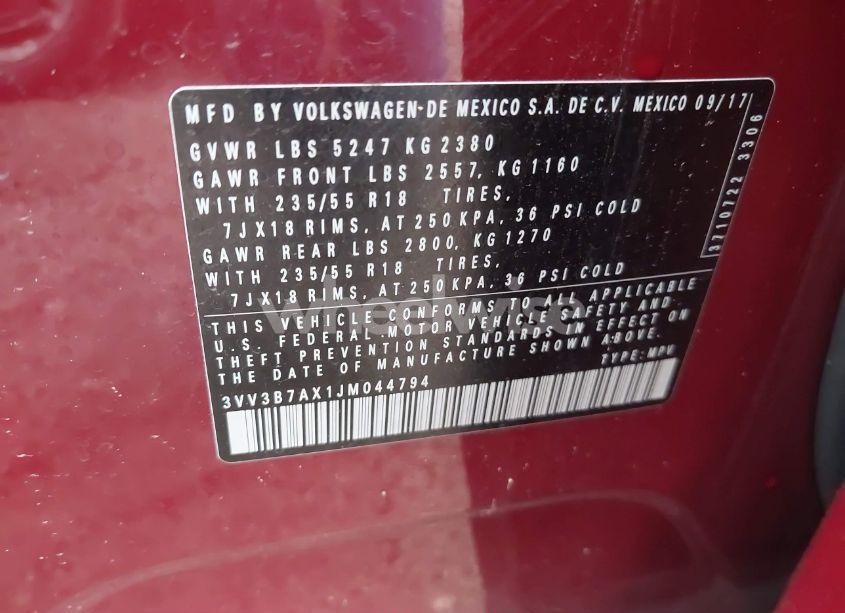 MFD BY VOLKSWAGEN-DE MEXICO S.A. DE C.V. MEXICO 09/17
GVWR LBS 5247 KG 2380
GAWR FRONT LBS 2557, KG 1160
WITH 235/55 R18 TIRES,
7JX18 RIMS, AT 250 KPA, 36 PSI COLD
GAWR REAR LBS 2800, KG 1270
WITH 235/55 R18 TIRES,
7JX18 RIMS, AT 250 KPA, 36 PSI COLD
THIS VEHICLE CONFORMS TO ALL APPLICABLE
U.S. FEDERAL MOTOR VEHICLE SAFETY AND
THEFT PREVENTION STANDARDS IN EFFECT ON
THE DATE OF MANUFACTURE SHOWN ABOVE.
TYPE: MPV
3VV3B7AX1JM044794
3710722 3306